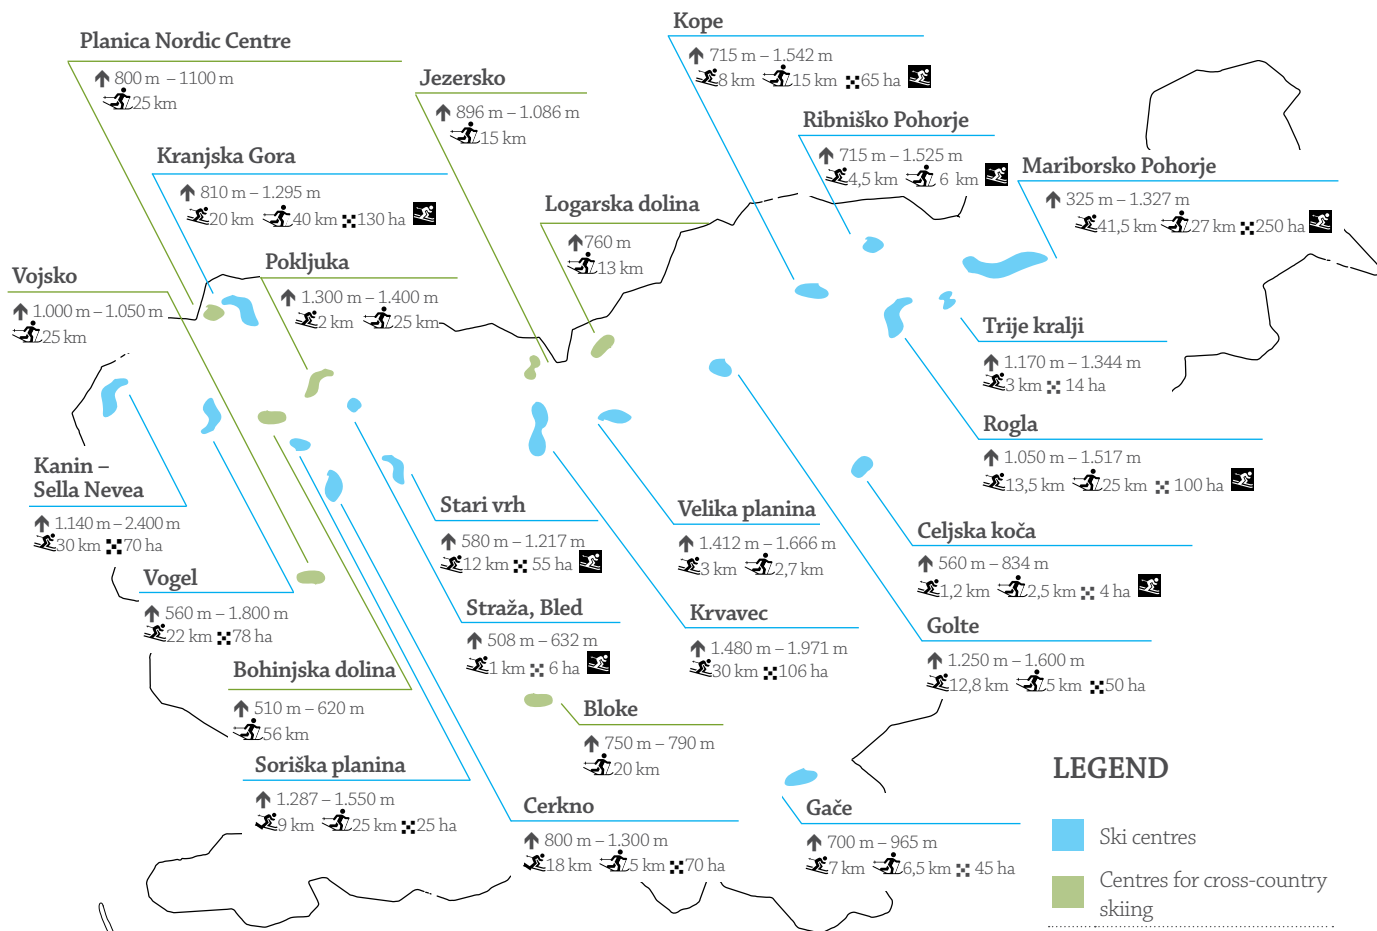 Kope
715 m – 1.542 m
8 km 15 km 65 ha
Planica Nordic Centre
800 m – 1100 m
25 km
Jezersko
896 m – 1.086 m
15 km
Ribniško Pohorje
715 m – 1.525 m
4,5 km 6 km
Kranjska Gora
810 m – 1.295 m
20 km 40 km 130 ha
Mariborsko Pohorje
325 m – 1.327 m
41,5 km 27 km 250 ha
Logarska dolina
760 m
13 km
Vojsko
1.000 m – 1.050 m
25 km
Pokljuka
1.300 m – 1.400 m
2 km 25 km
Trije kralji
1.170 m – 1.344 m
3 km 14 ha
Rogla
1.050 m – 1.517 m
13,5 km 25 km 100 ha
Kanin –
Sella Nevea
1.140 m – 2.400 m
30 km 70 ha
Stari vrh
580 m – 1.217 m
12 km 55 ha
Velika planina
1.412 m – 1.666 m
3 km 2,7 km
Celjska koča
560 m – 834 m
1,2 km 2,5 km 4 ha
Vogel
560 m – 1.800 m
22 km 78 ha
Straža, Bled
508 m – 632 m
1 km 6 ha
Krvavec
1.480 m – 1.971 m
30 km 106 ha
Golte
1.250 m – 1.600 m
12,8 km 5 km 50 ha
Bohinjska dolina
510 m – 620 m
56 km
Bloke
750 m – 790 m
20 km
Soriška planina
1.287 – 1.550 m
9 km 25 km 25 ha
Cerkno
800 m – 1.300 m
18 km 5 km 70 ha
Gače
700 m – 965 m
7 km 6,5 km 45 ha
LEGEND
Ski centres
Centres for cross-country
skiing